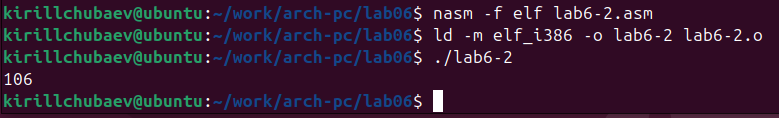 kirillchubaev@ubuntu:~/work/arch-pc/lab06$ nasm -f elf lab6-2.asm
kirillchubaev@ubuntu:~/work/arch-pc/lab06$ ld -m elf_i386 -o lab6-2 lab6-2.o
kirillchubaev@ubuntu:~/work/arch-pc/lab06$ ./lab6-2
106
kirillchubaev@ubuntu:~/work/arch-pc/lab06$